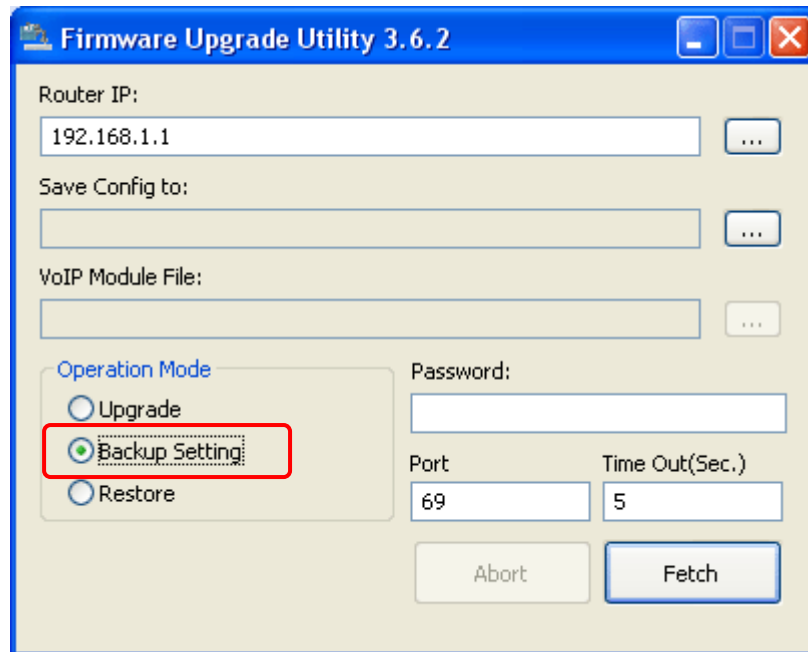 Firmware Upgrade Utility 3.6.2
Router IP:
192.168.1.1
...
Save Config to:
...
VoIP Module File:
...
Operation Mode
Upgrade
Backup Setting
Restore
Password:
Port
Time Out(Sec.)
69
5
Abort
Fetch